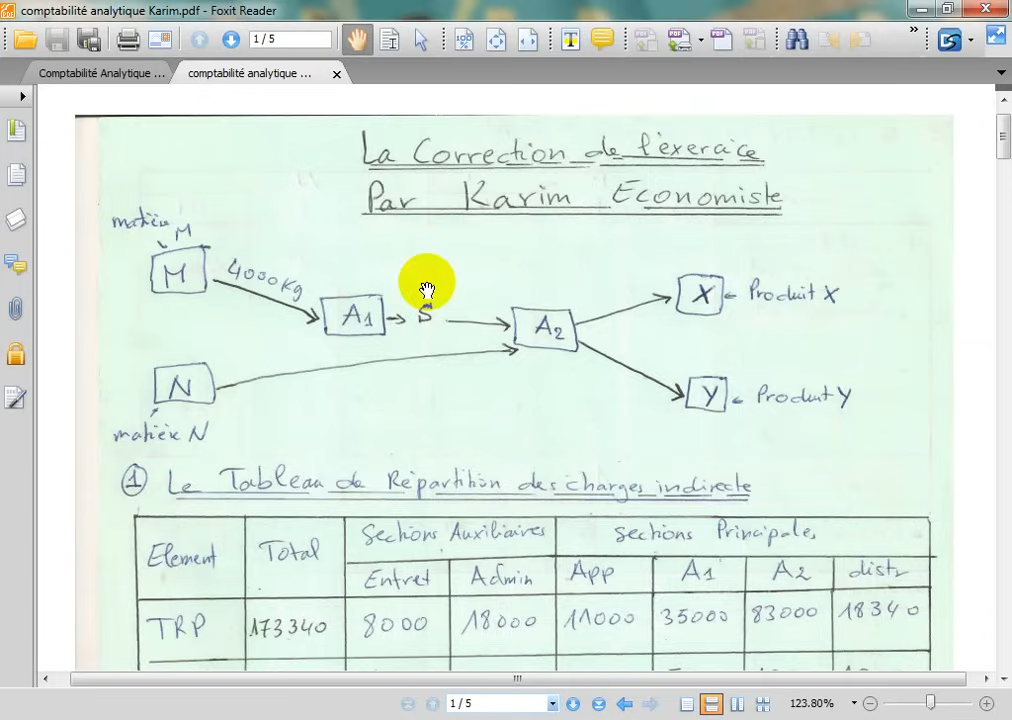 comptabilité analytique Karim.pdf - Foxit Reader
1 / 5
Comptabilité Analytique ...
comptabilité analytique ...
La Correction de l'exercice
Par Karim Economiste
matière M
M
4000Kg
A1
S
A2
X
Produit X
N
matière N
Y
Produit Y
1 Le Tableau de Répartition des charges indirecte
Element
Total
Sections Auxiliaires
Sections Principales
Entret
Admin
App
A1
A2
distr
TRP
173340
8000
18000
11000
35000
83000
18340
1 / 5
123.80%